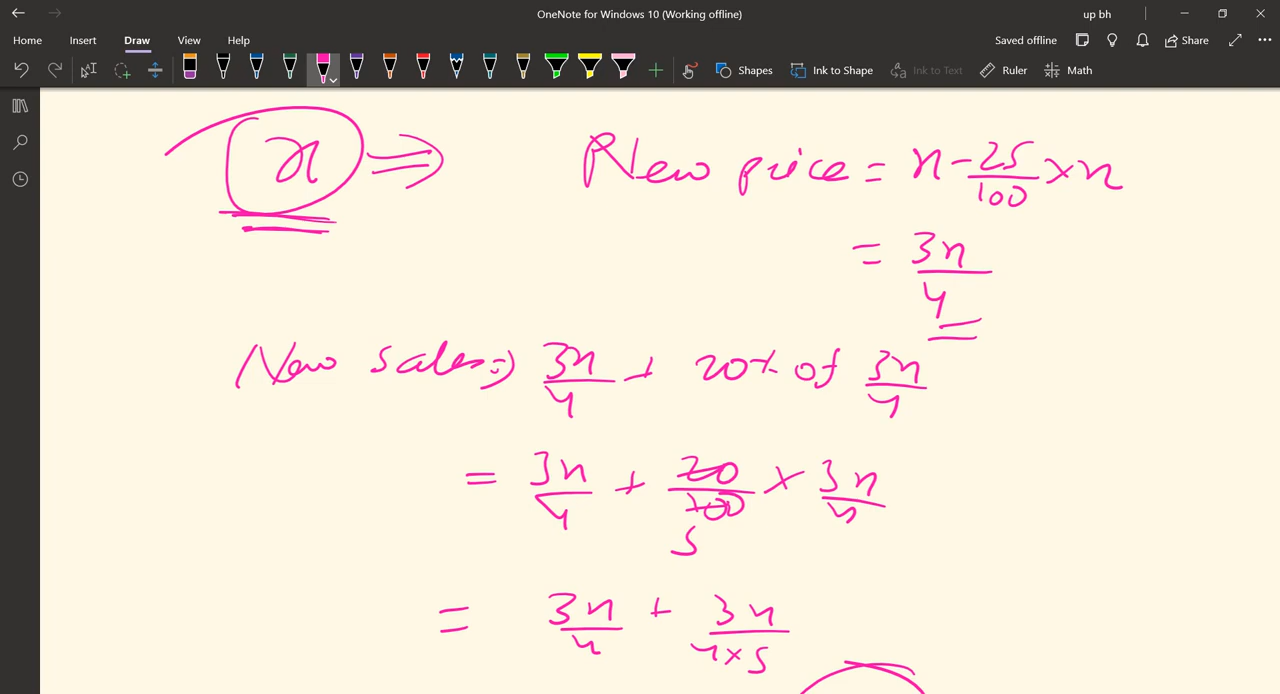 OneNote for Windows 10 (Working offline)
up bh
Home Insert Draw View Help
Saved offline Share
Shapes Ink to Shape Ink to Text Ruler Math
x ⇒ New price = x - 25/100 × x
= 3x/4
New sales ⇒ 3x/4 + 20% of 3x/4
= 3x/4 + 20/100 × 3x/4
5
= 3x/4 + 3x/4×5